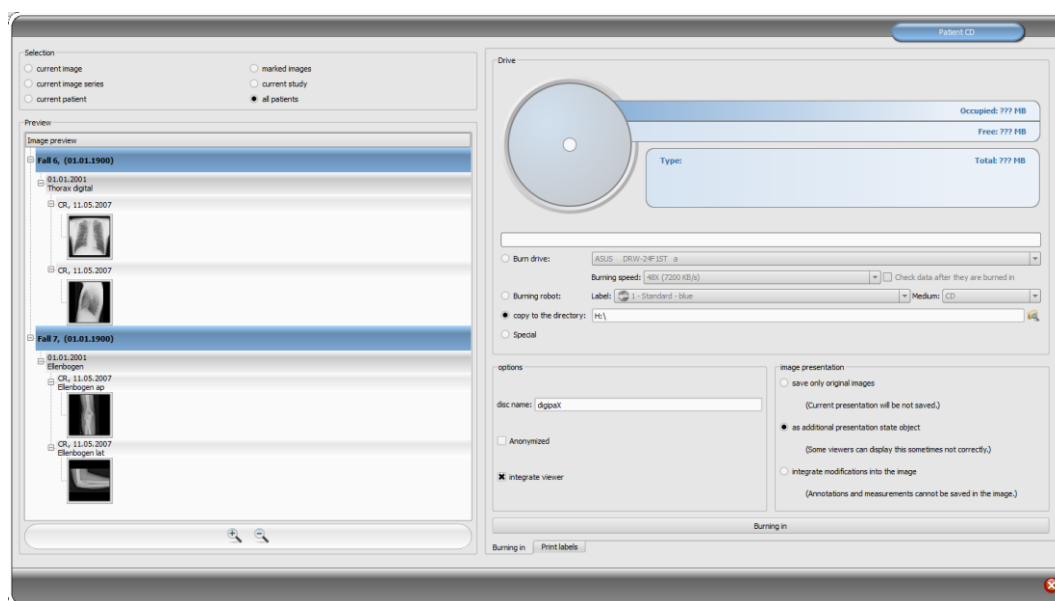 Patient CD
Selection
current image
marked images
current image series
current study
current patient
all patients
Preview
Image preview
Fall 6, (01.01.1900)
01.01.2001
Thorax digital
CR, 11.05.2007
CR, 11.05.2007
Fall 7, (01.01.1900)
01.01.2001
Ellenbogen
CR, 11.05.2007
Ellenbogen ap
CR, 11.05.2007
Ellenbogen lat
Drive
Occupied: ??? MB
Free: ??? MB
Type: Total: ??? MB
Burn drive: ASUS DRW-24F1ST a
Burning speed: 48X (7200 KB/s) Check data after they are burned in
Burning robot: Label: 1 - Standard - blue Medium: CD
copy to the directory: H:\
Special
options
disc name: digipaX
Anonymized
integrate viewer
image presentation
save only original images
(Current presentation will be not saved.)
as additional presentation state object
(Some viewers can display this sometimes not correctly.)
integrate modifications into the image
(Annotations and measurements cannot be saved in the image.)
Burning in
Burning in Print labels